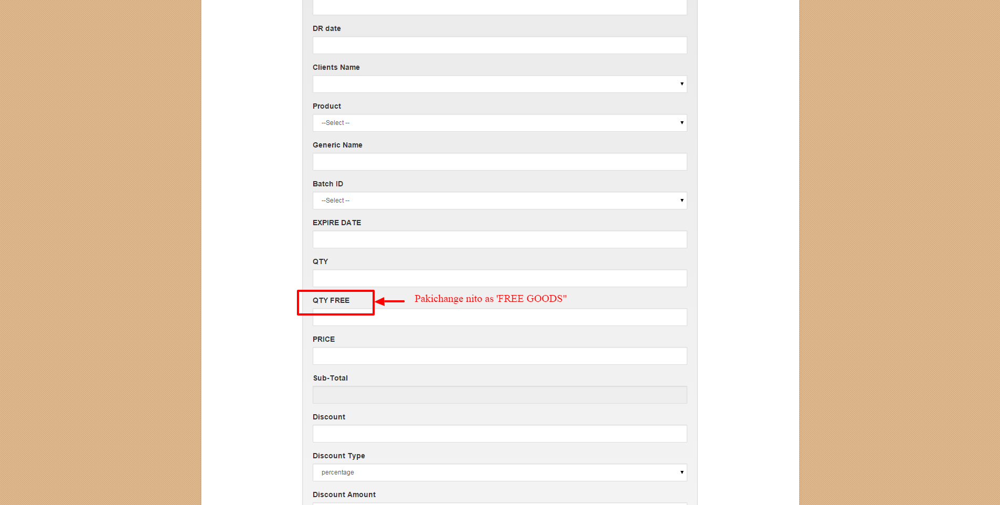 DR date
Clients Name
Product
--Select --
Generic Name
Batch ID
--Select --
EXPIRE DATE
QTY
QTY FREE
Pakichange nito as 'FREE GOODS"
PRICE
Sub-Total
Discount
Discount Type
percentage
Discount Amount